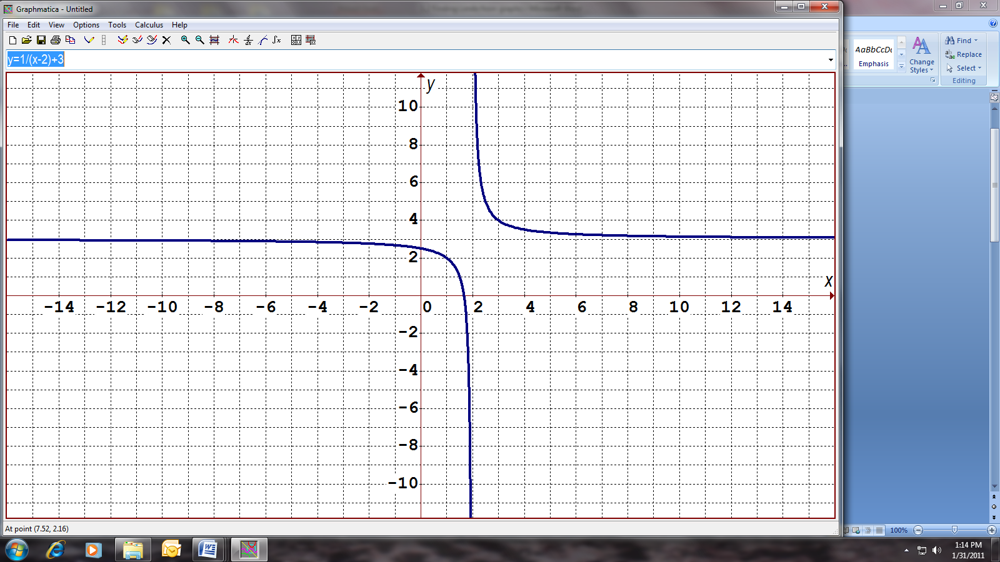 Graphmatica - Untitled
File Edit View Options Tools Calculus Help
y=1/(x-2)+3
y
10
8
6
4
2
x
-14 -12 -10 -8 -6 -4 -2 0 2 4 6 8 10 12 14
-2
-4
-6
-8
-10
At point (7.52, 2.16)
AaBbCcDc
Emphasis
Change
Styles
Find
Replace
Select
Editing
100%
1:14 PM
1/31/2011